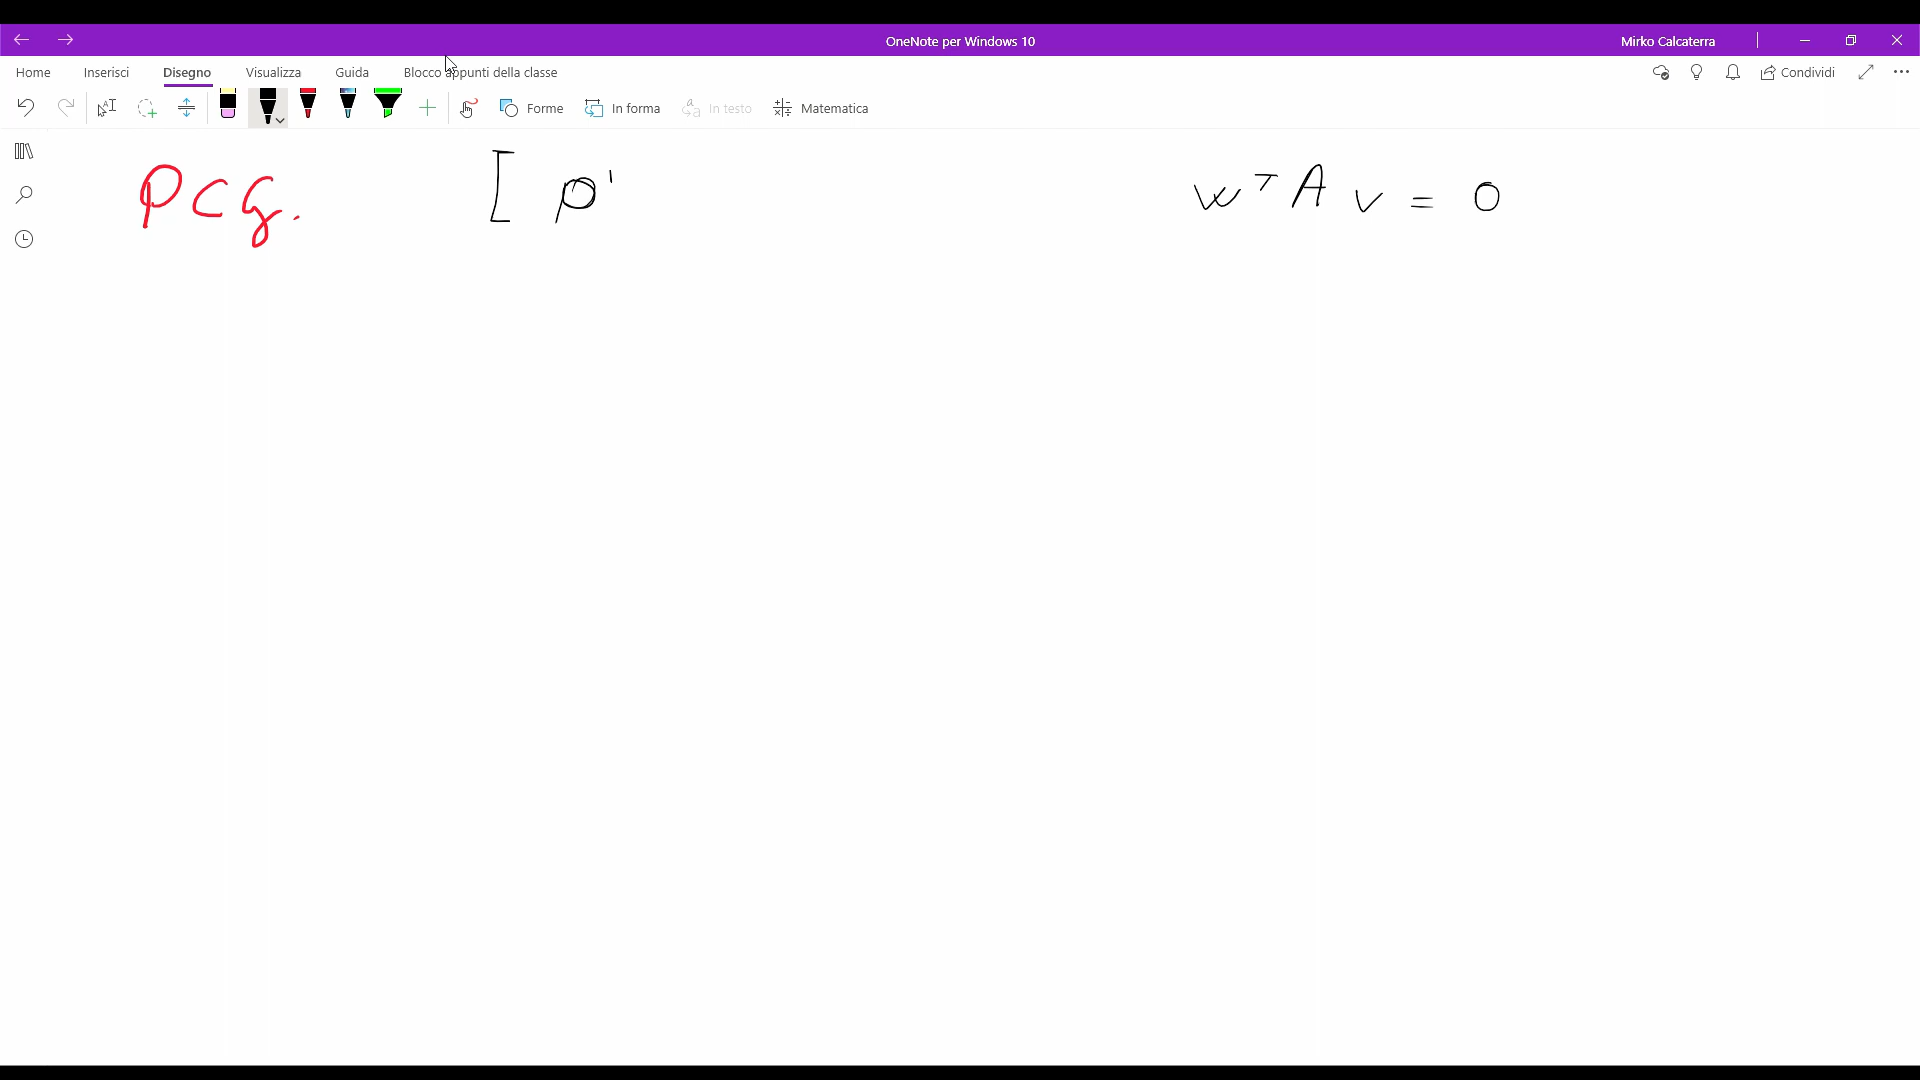 OneNote per Windows 10
Mirko Calcaterra
Home Inserisci Disegno Visualizza Guida Blocco appunti della classe Condividi
Forme In forma In testo Matematica
PCG. [ p' wᵀA v = 0